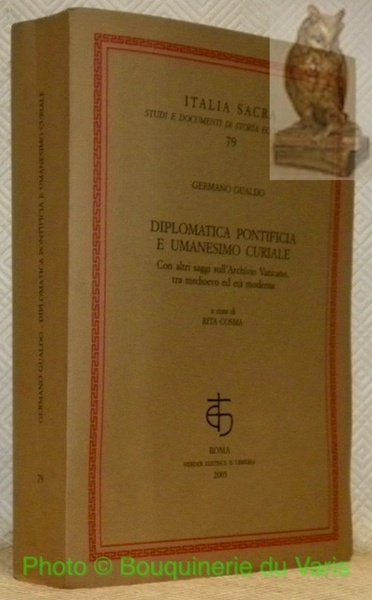 ITALIA SACRA
STUDI E DOCUMENTI DI STORIA
79
GERMANO GUALDO
DIPLOMATICA PONTIFICIA
E UMANESIMO CURIALE
Con altri saggi sull'Archivio Vaticano,
tra medioevo ed età moderna
a cura di
RITA COSMA
ROMA
HERDER EDITRICE E LIBRERIA
2005
GERMANO GUALDO - DIPLOMATICA PONTIFICIA E UMANESIMO CURIALE
79
Photo © Bouquinerie du Varis